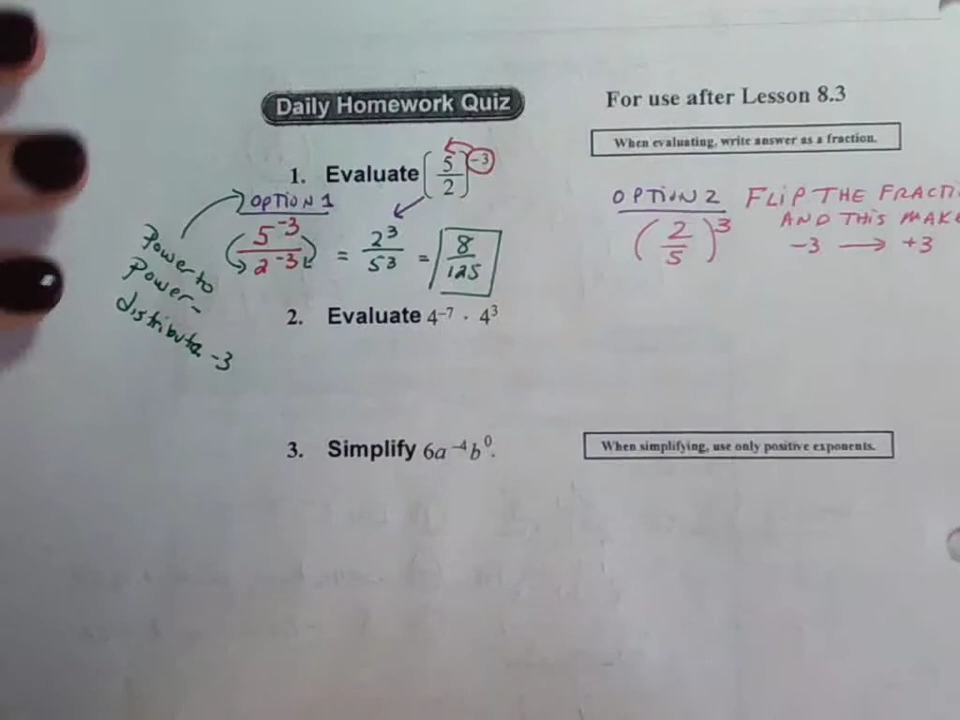 Daily Homework Quiz
For use after Lesson 8.3
When evaluating, write answer as a fraction.
1. Evaluate (5/2)^-3
OPTION 1
5^-3 / 2^-3 = 2^3 / 5^3 = 8/125
Power to
Power-
distribute -3
OPTION 2 FLIP THE
AND THIS
(2/5)^3 -3 → +3
2. Evaluate 4^-7 · 4^3
3. Simplify 6a^-4 b^0.
When simplifying, use only positive exponents.